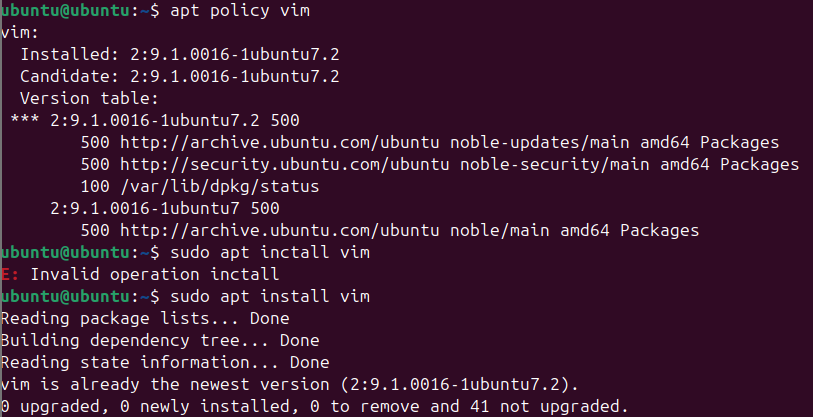 ubuntu@ubuntu:~$ apt policy vim
vim:
  Installed: 2:9.1.0016-1ubuntu7.2
  Candidate: 2:9.1.0016-1ubuntu7.2
  Version table:
 *** 2:9.1.0016-1ubuntu7.2 500
        500 http://archive.ubuntu.com/ubuntu noble-updates/main amd64 Packages
        500 http://security.ubuntu.com/ubuntu noble-security/main amd64 Packages
        100 /var/lib/dpkg/status
     2:9.1.0016-1ubuntu7 500
        500 http://archive.ubuntu.com/ubuntu noble/main amd64 Packages
ubuntu@ubuntu:~$ sudo apt inctall vim
E: Invalid operation inctall
ubuntu@ubuntu:~$ sudo apt install vim
Reading package lists... Done
Building dependency tree... Done
Reading state information... Done
vim is already the newest version (2:9.1.0016-1ubuntu7.2).
0 upgraded, 0 newly installed, 0 to remove and 41 not upgraded.